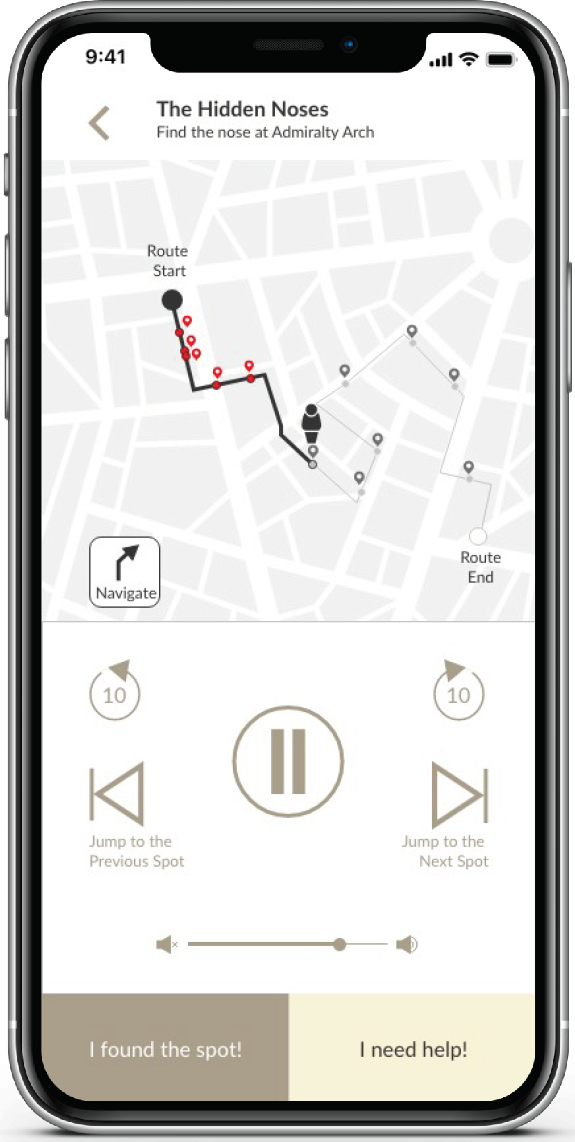 9:41
The Hidden Noses
Find the nose at Admiralty Arch
Route
Start
Navigate
Route
End
10
10
Jump to the
Previous Spot
Jump to the
Next Spot
I found the spot!
I need help!